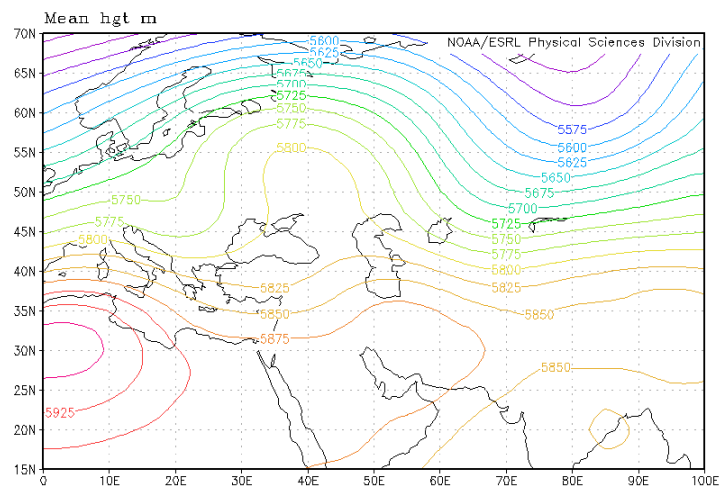 Mean hgt m
NOAA/ESRL Physical Sciences Division
70N
65N
60N
55N
50N
45N
40N
35N
30N
25N
20N
15N
0
10E
20E
30E
40E
50E
60E
70E
80E
90E
100E
5600
5625
5650
5675
5700
5725
5750
5775
5800
5575
5600
5625
5650
5675
5700
5725
5750
5775
5800
5825
5850
5750
5775
5800
5825
5850
5875
5850
5925